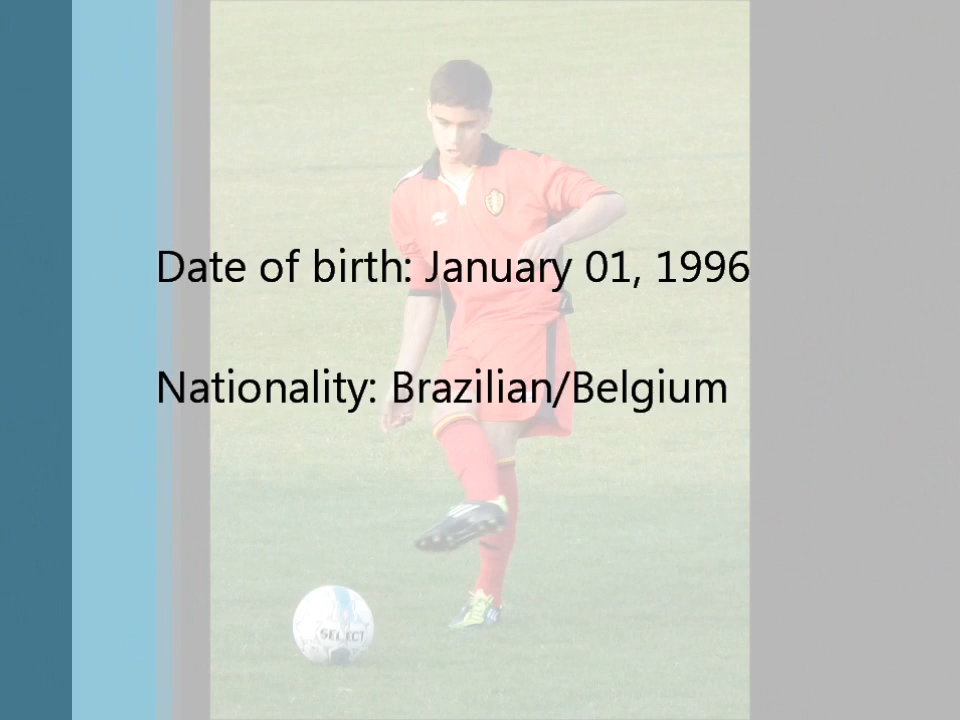 Date of birth: January 01, 1996
Nationality: Brazilian/Belgium
SELECT